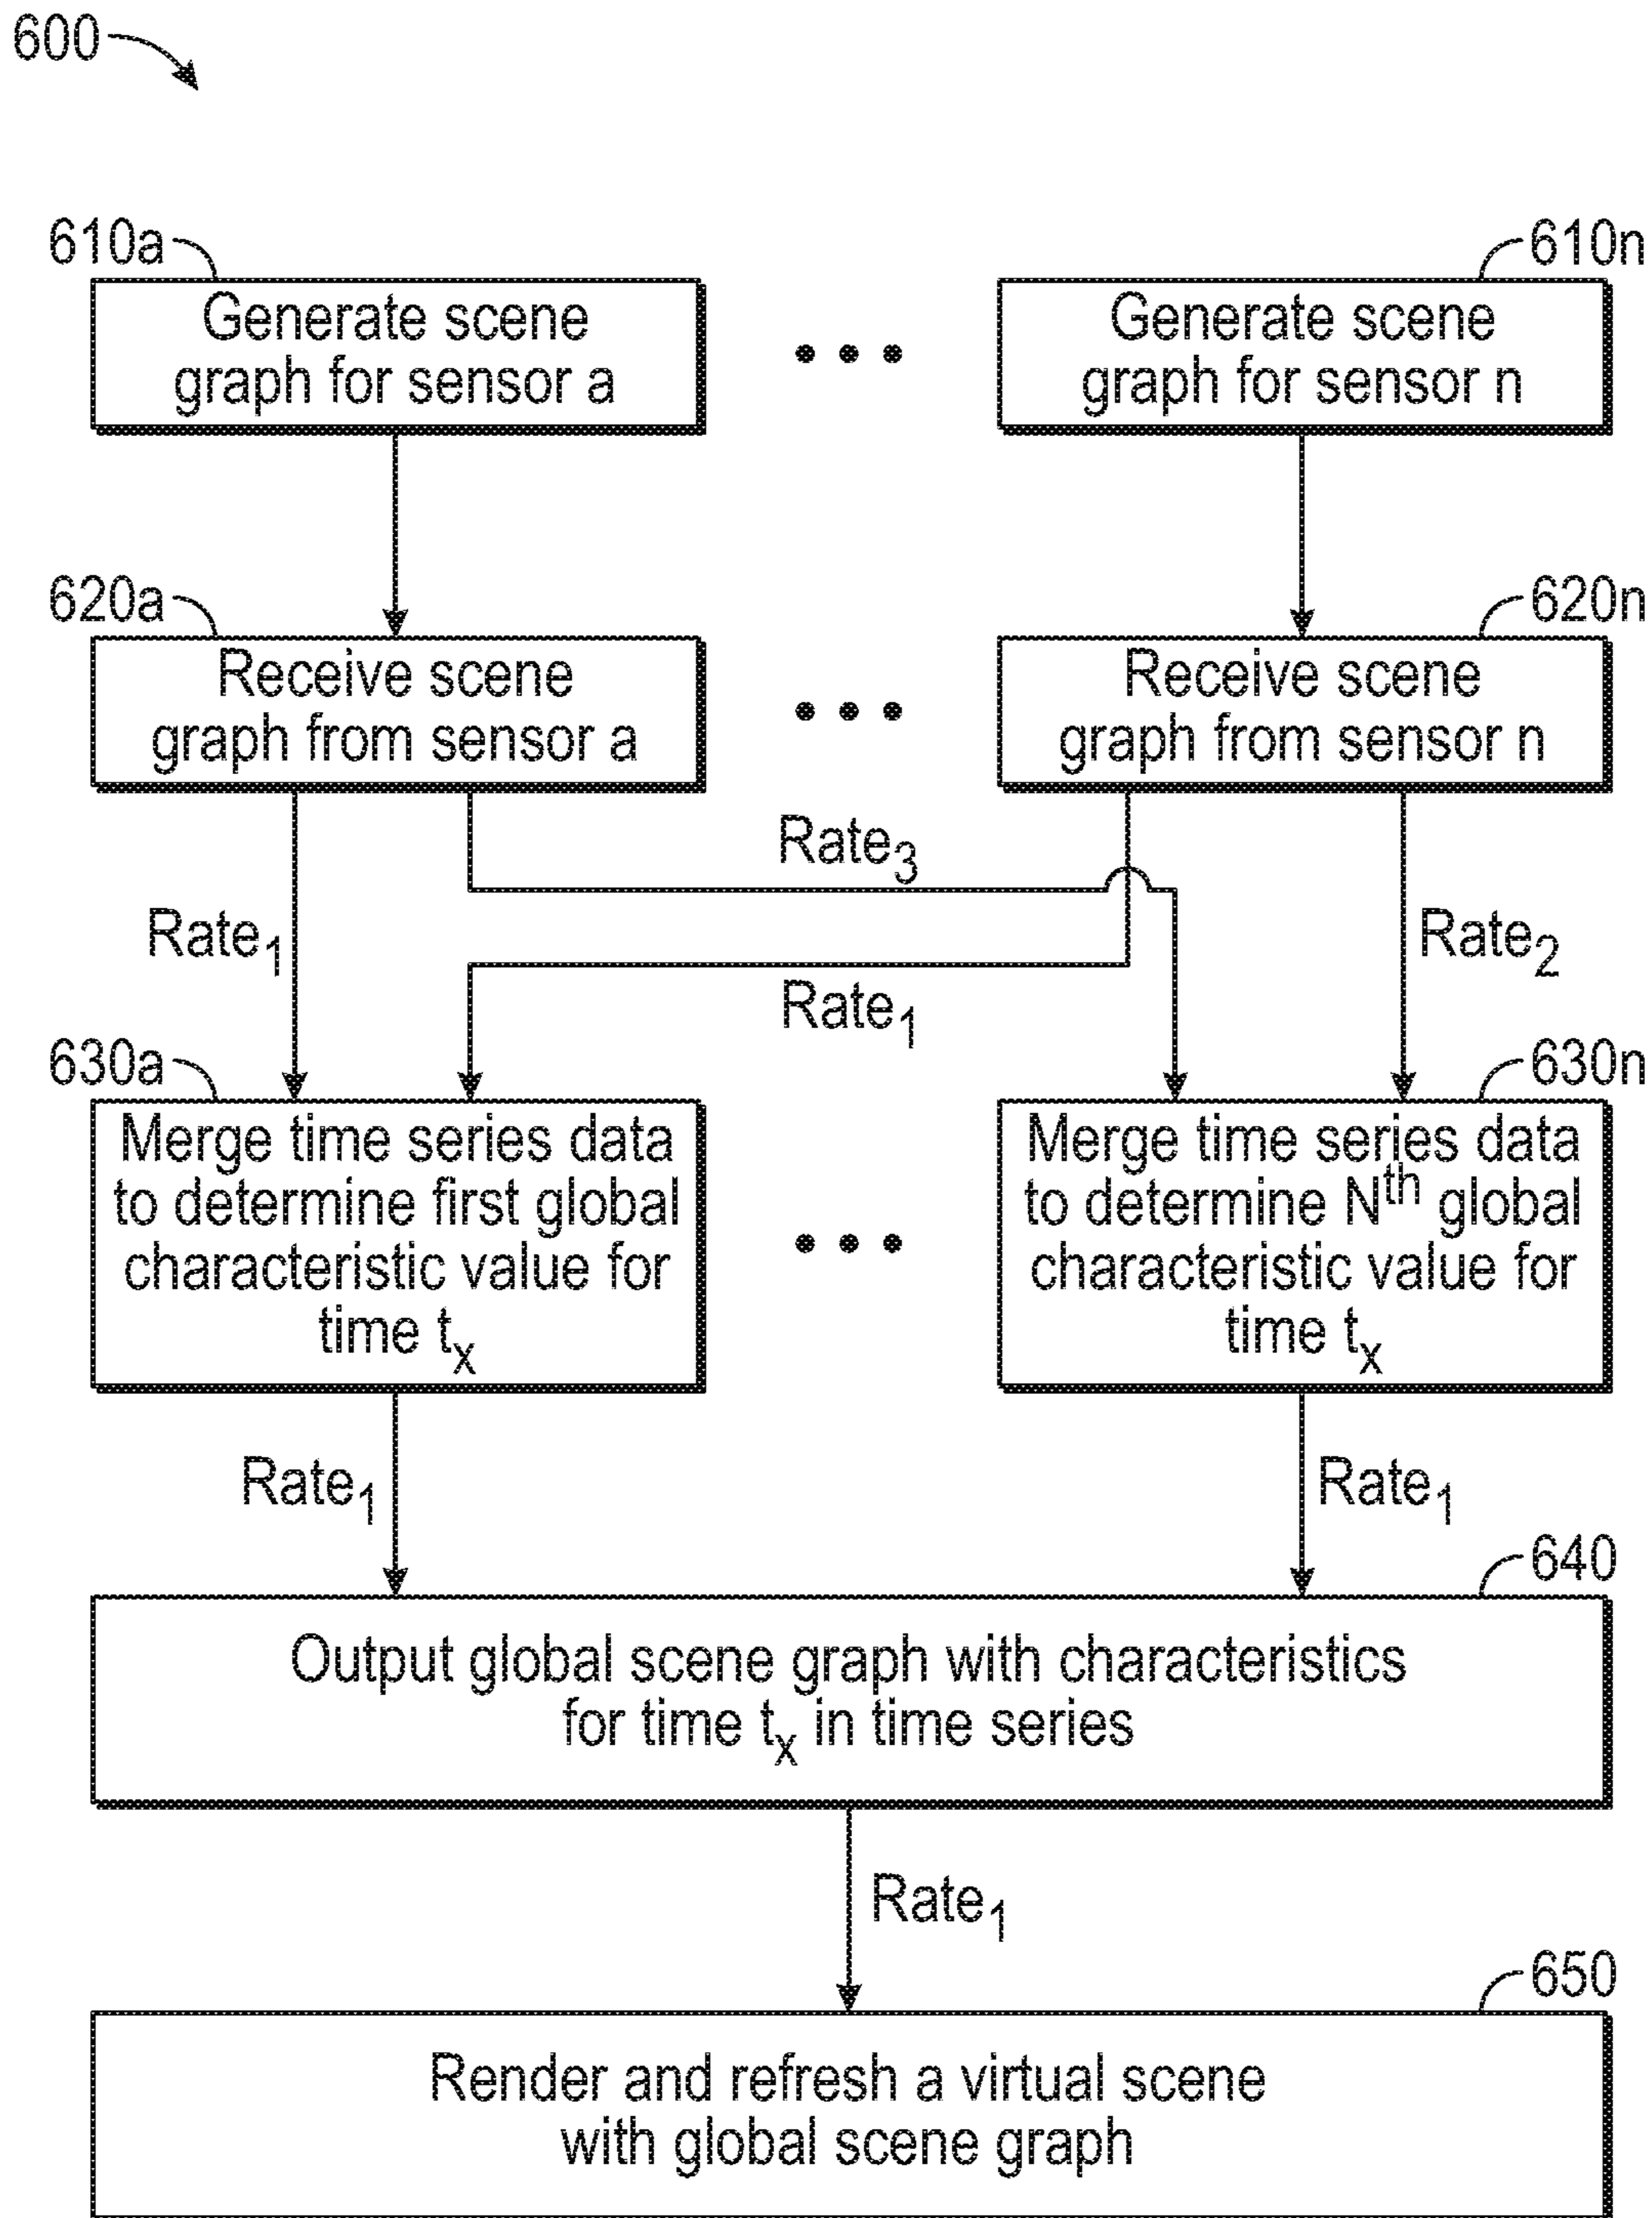 600
610a
610n
Generate scene
graph for sensor a
Generate scene
graph for sensor n
620a
620n
Receive scene
graph from sensor a
Receive scene
graph from sensor n
Rate3
Rate1
Rate2
Rate1
630a
630n
Merge time series data
to determine first global
characteristic value for
time tx
Merge time series data
to determine Nth global
characteristic value for
time tx
Rate1
Rate1
640
Output global scene graph with characteristics
for time tx in time series
Rate1
650
Render and refresh a virtual scene
with global scene graph